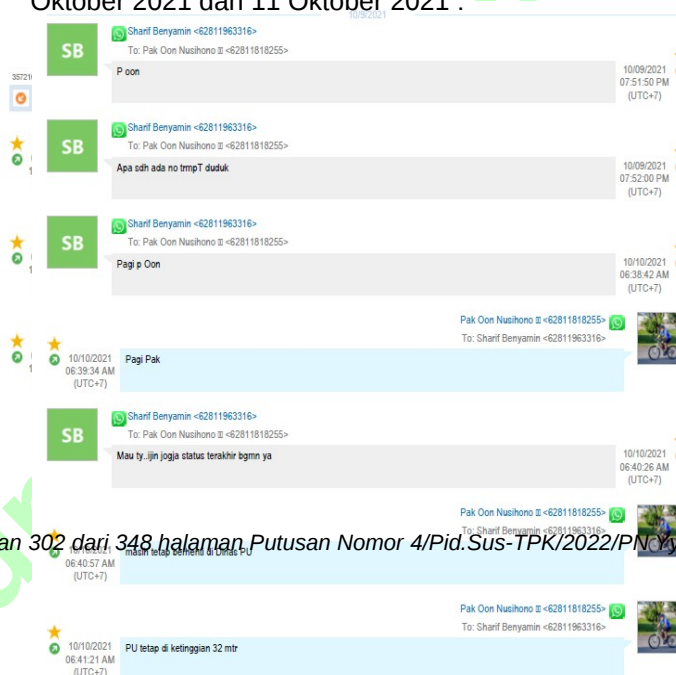 Oktober 2021 dan 11 Oktober 2021 :
10/9/2021
SB
Sharif Benyamin <62811963316>
To: Pak Oon Nusihono <62811818255>
P oon
10/09/2021
07:51:50 PM
(UTC+7)
35721
SB
Sharif Benyamin <62811963316>
To: Pak Oon Nusihono <62811818255>
Apa sdh ada no trmpT duduk
10/09/2021
07:52:00 PM
(UTC+7)
SB
Sharif Benyamin <62811963316>
To: Pak Oon Nusihono <62811818255>
Pagi p Oon
10/10/2021
06:38:42 AM
(UTC+7)
Pak Oon Nusihono <62811818255>
To: Sharif Benyamin <62811963316>
10/10/2021
06:39:34 AM
(UTC+7)
Pagi Pak
SB
Sharif Benyamin <62811963316>
To: Pak Oon Nusihono <62811818255>
Mau ty..ijin jogja status terakhir bgmn ya
10/10/2021
06:40:26 AM
(UTC+7)
Pak Oon Nusihono <62811818255>
To: Sharif Benyamin <62811963316>
an 302 dari 348 halaman Putusan Nomor 4/Pid.Sus-TPK/2022/PN Yy
10/10/2021
06:40:57 AM
(UTC+7)
masih tetap berhenti di Dinas PU
Pak Oon Nusihono <62811818255>
To: Sharif Benyamin <62811963316>
10/10/2021
06:41:21 AM
(UTC+7)
PU tetap di ketinggian 32 mtr